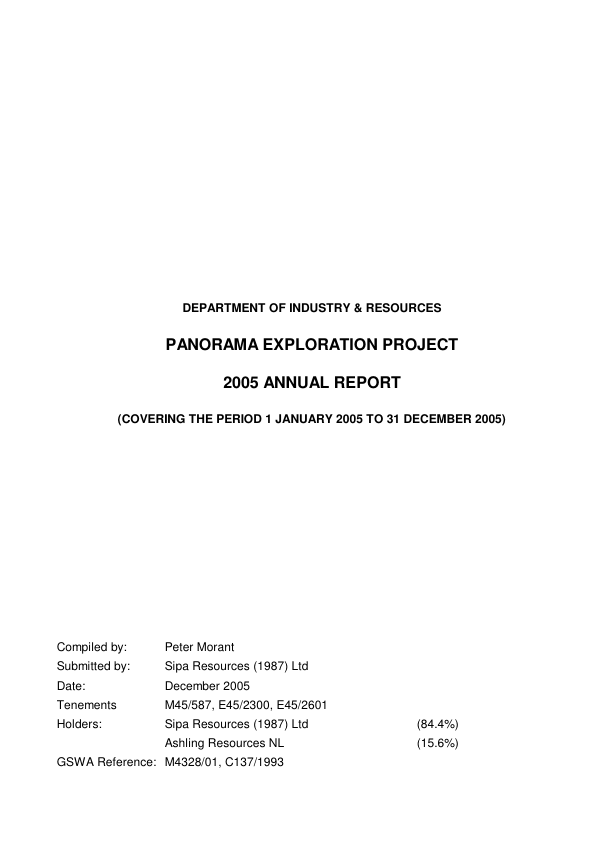 DEPARTMENT OF INDUSTRY & RESOURCES
PANORAMA EXPLORATION PROJECT
2005 ANNUAL REPORT
(COVERING THE PERIOD 1 JANUARY 2005 TO 31 DECEMBER 2005)
Compiled by: Peter Morant
Submitted by: Sipa Resources (1987) Ltd
Date: December 2005
Tenements M45/587, E45/2300, E45/2601
Holders: Sipa Resources (1987) Ltd (84.4%)
Ashling Resources NL (15.6%)
GSWA Reference: M4328/01, C137/1993